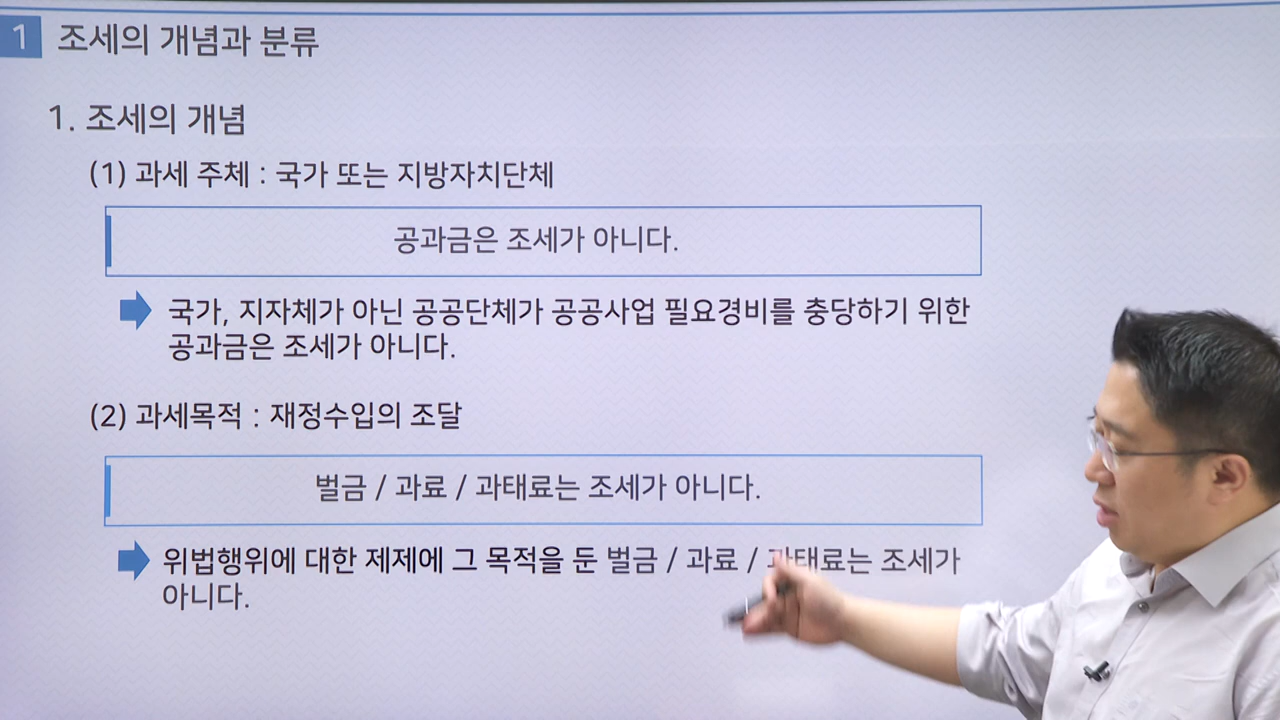 1 조세의 개념과 분류
1. 조세의 개념
(1) 과세 주체 : 국가 또는 지방자치단체
공과금은 조세가 아니다.
국가, 지자체가 아닌 공공단체가 공공사업 필요경비를 충당하기 위한
공과금은 조세가 아니다.
(2) 과세목적 : 재정수입의 조달
벌금 / 과료 / 과태료는 조세가 아니다.
위법행위에 대한 제제에 그 목적을 둔 벌금 / 과료 / 과태료는 조세가
아니다.